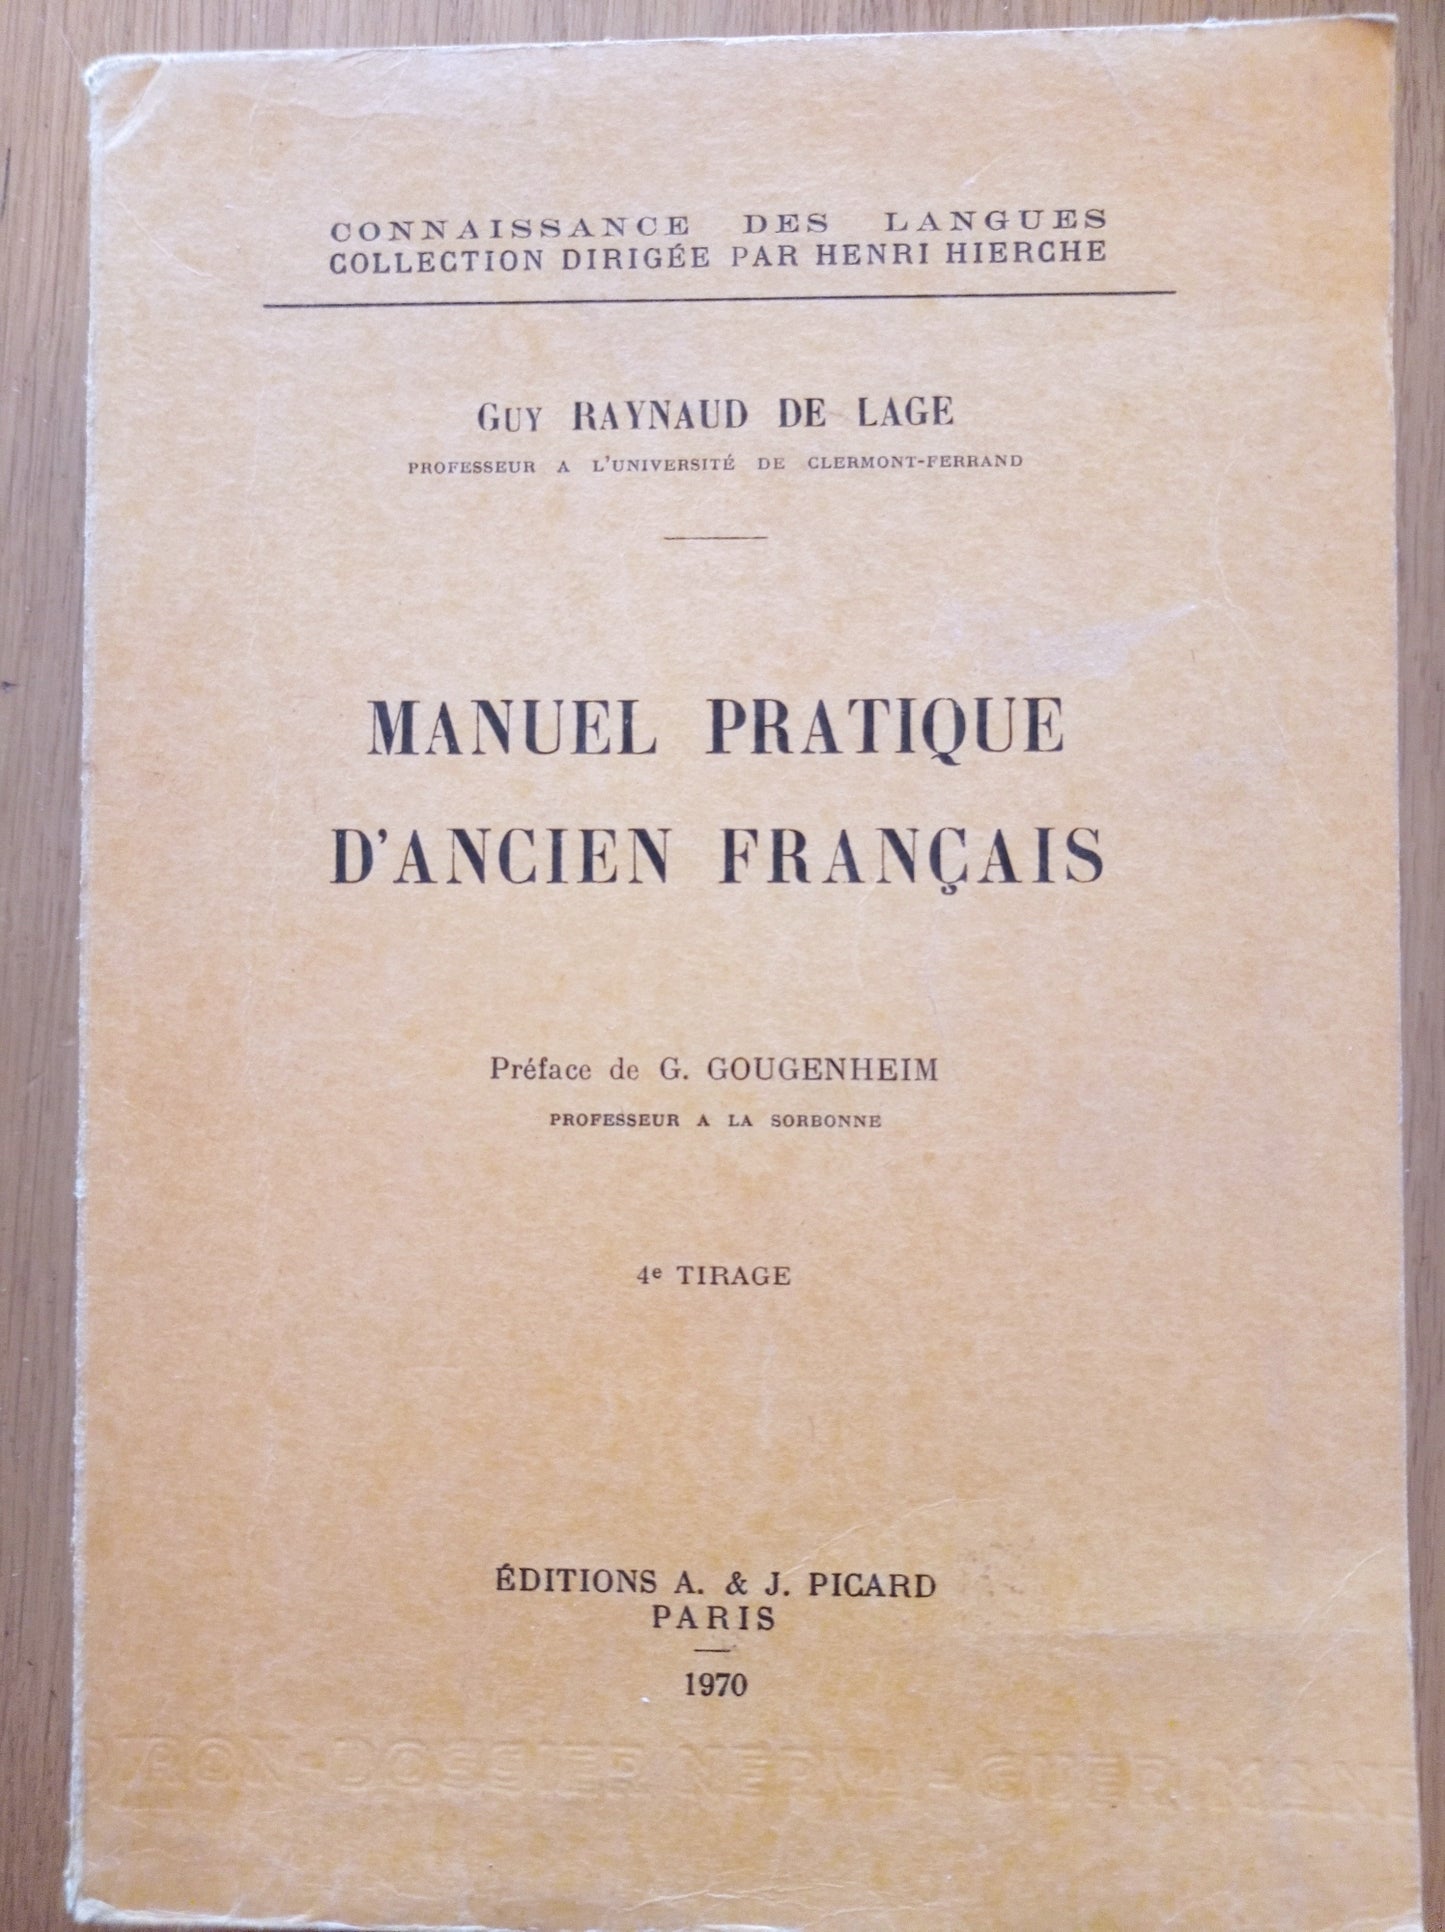 CONNAISSANCE DES LANGUES
COLLECTION DIRIGÉE PAR HENRI HIERCHE
GUY RAYNAUD DE LAGE
PROFESSEUR A L'UNIVERSITÉ DE CLERMONT-FERRAND
MANUEL PRATIQUE
D'ANCIEN FRANÇAIS
Préface de G. GOUGENHEIM
PROFESSEUR A LA SORBONNE
4e TIRAGE
ÉDITIONS A. & J. PICARD
PARIS
1970